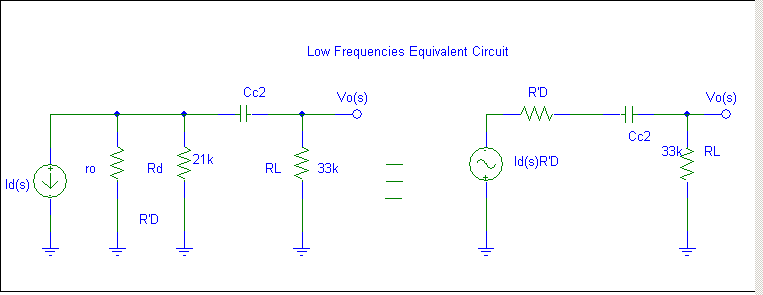 Low Frequencies Equivalent Circuit
Cc2
Vo(s)
Id(s)
ro
Rd
21k
RL
33k
R'D
R'D
Cc2
Vo(s)
Id(s)R'D
33k
RL